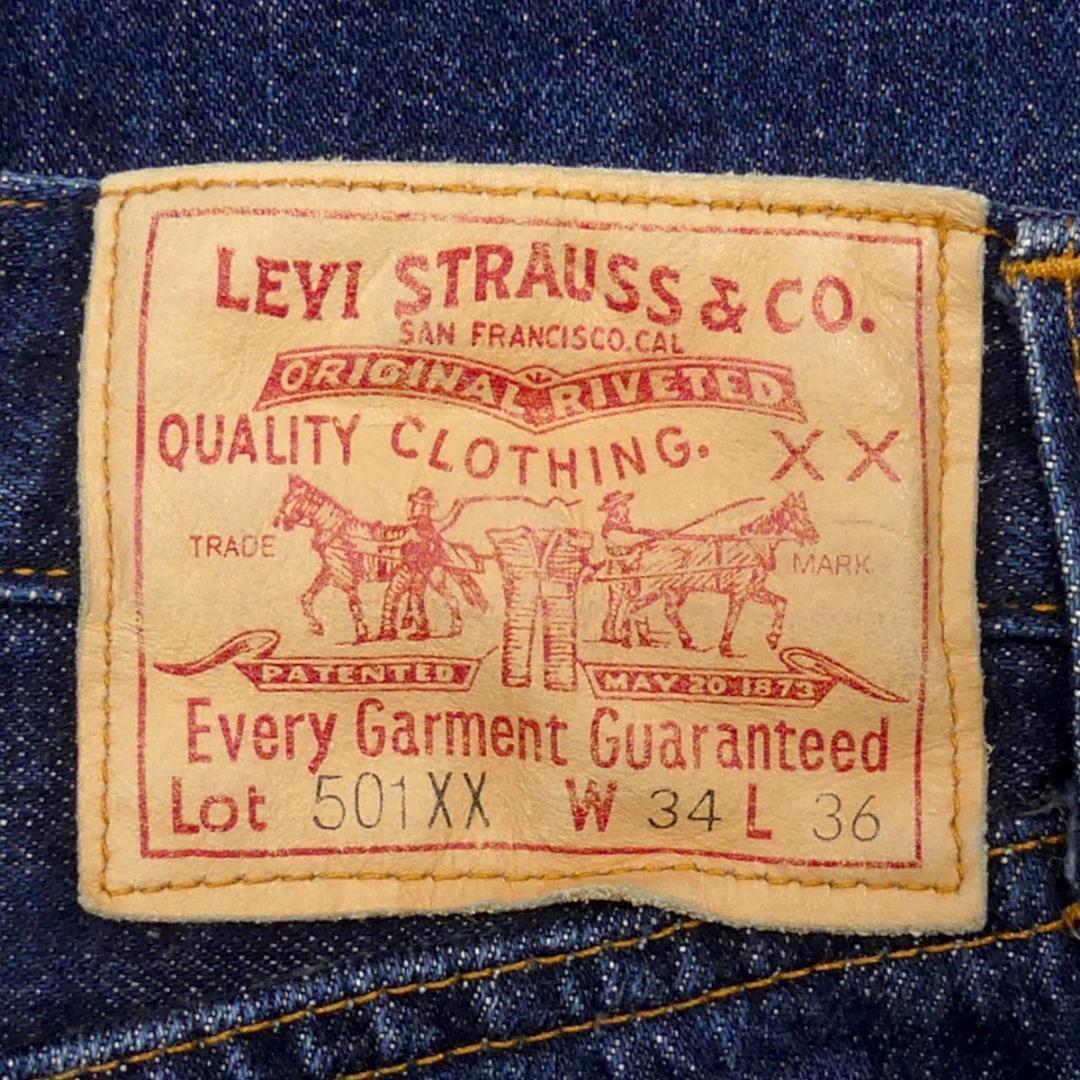 LEVI STRAUSS & CO.
SAN FRANCISCO.CAL
ORIGINAL RIVETED
QUALITY CLOTHING. XX
TRADE MARK
PATENTED MAY 20 1873
Every Garment Guaranteed
Lot 501XX W 34 L 36